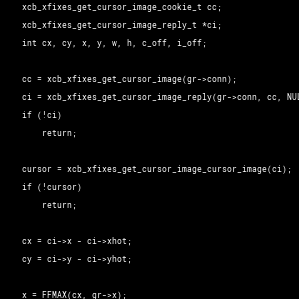 xcb_xfixes_get_cursor_image_cookie_t cc;
xcb_xfixes_get_cursor_image_reply_t *ci;
int cx, cy, x, y, w, h, c_off, i_off;
cc = xcb_xfixes_get_cursor_image(gr->conn);
ci = xcb_xfixes_get_cursor_image_reply(gr->conn, cc, NUL
if (!ci)
return;
cursor = xcb_xfixes_get_cursor_image_cursor_image(ci);
if (!cursor)
return;
cx = ci->x - ci->xhot;
cy = ci->y - ci->yhot;
x = FFMAX(cx, gr->x);